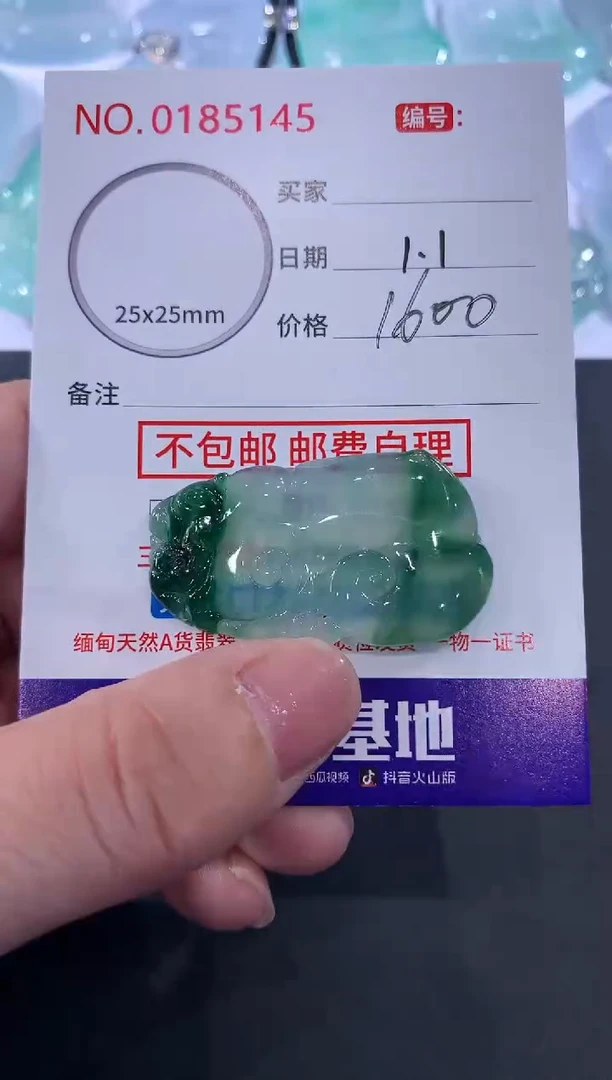 NO.0185145 编号:
买家
25x25mm
日期 1.1
价格 1600
备注
不包邮 邮费自理
缅甸天然A货翡翠 一物一证书
基地
西瓜视频 抖音火山版